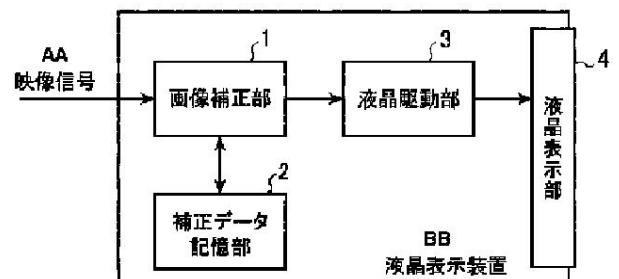 AA
映像信号
1
画像補正部
3
液晶駆動部
4
液晶表示部
2
補正データ
記憶部
BB
液晶表示装置